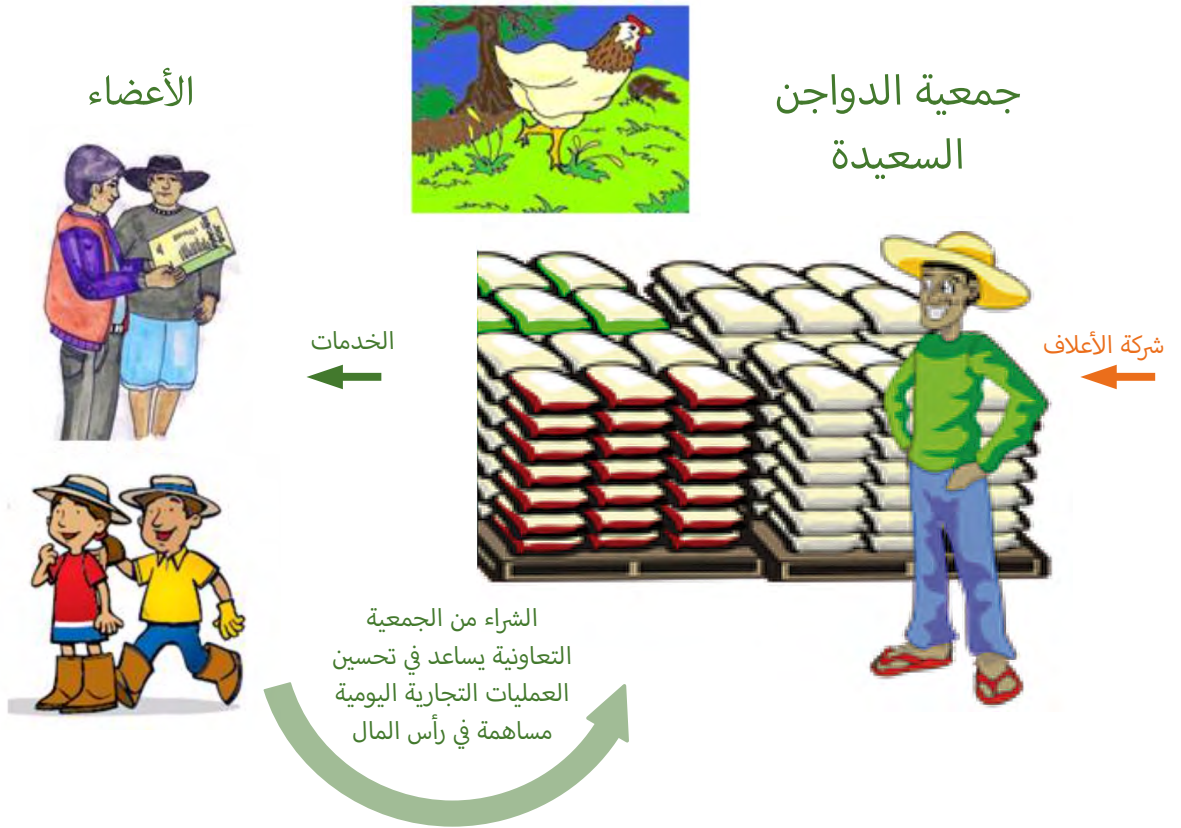 جمعية الدواجن
السعيدة
الأعضاء
شركة الأعلاف
الخدمات
الشراء من الجمعية
التعاونية يساعد في تحسين
العمليات التجارية اليومية
مساهمة في رأس المال